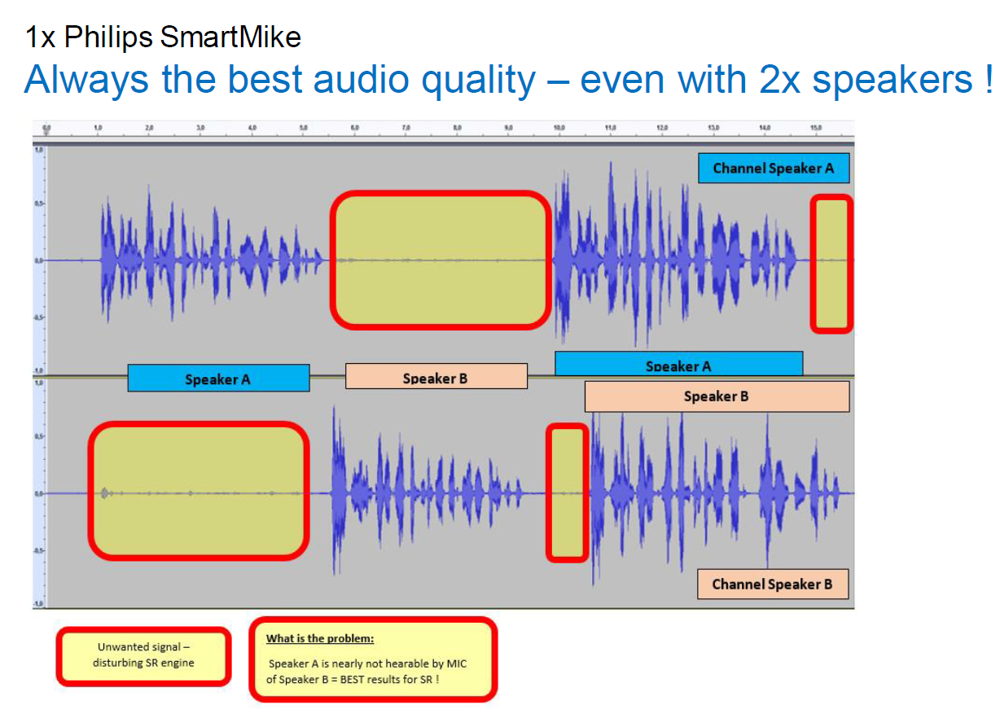 1x Philips SmartMike
Always the best audio quality – even with 2x speakers !
0,0 1,0 2,0 3,0 4,0 5,0 6,0 7,0 8,0 9,0 10,0 11,0 12,0 13,0 14,0 15,0
1,0
Channel Speaker A
0,5
0,0
-0,5
-1,0
Speaker A
Speaker B
Speaker A
1,0
Speaker B
0,5
0,0
-0,5
Channel Speaker B
-1,0
Unwanted signal –
disturbing SR engine
What is the problem:
Speaker A is nearly not hearable by MIC
of Speaker B = BEST results for SR !